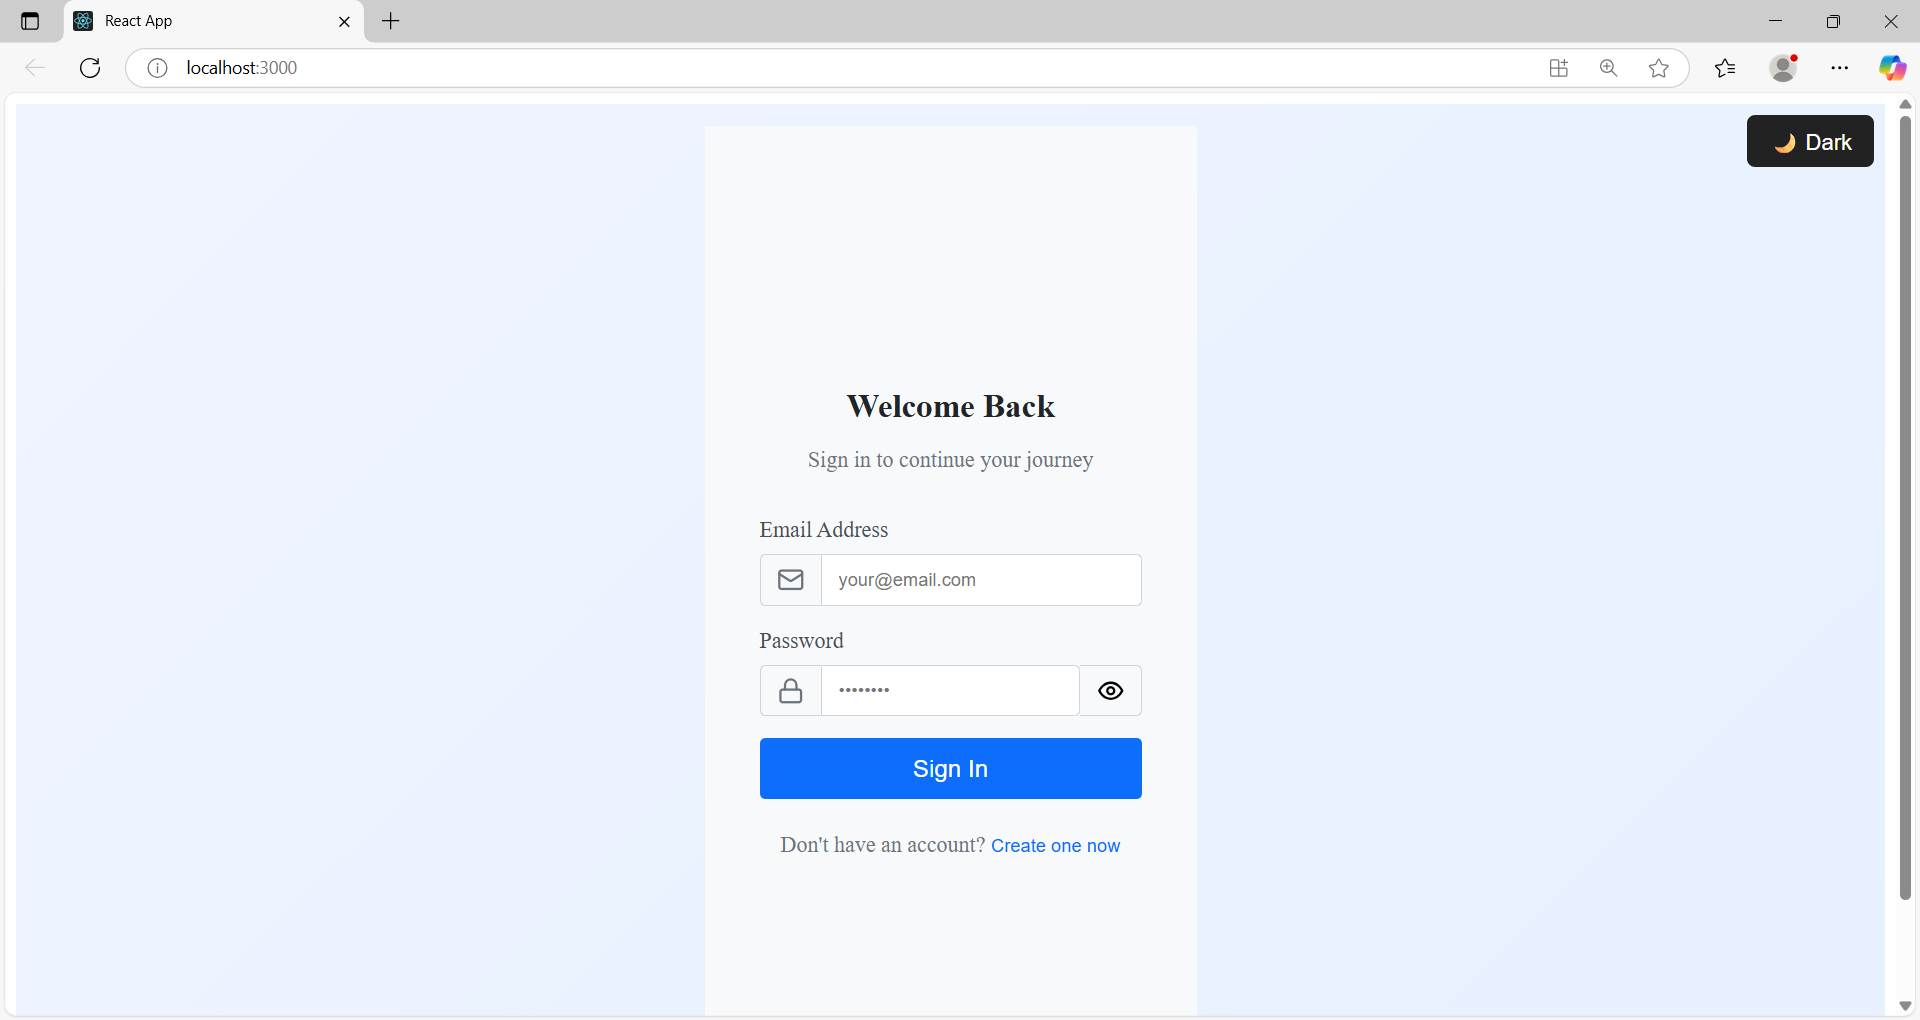 React App
localhost:3000
Dark
Welcome Back
Sign in to continue your journey
Email Address
your@email.com
Password
••••••••
Sign In
Don't have an account? Create one now